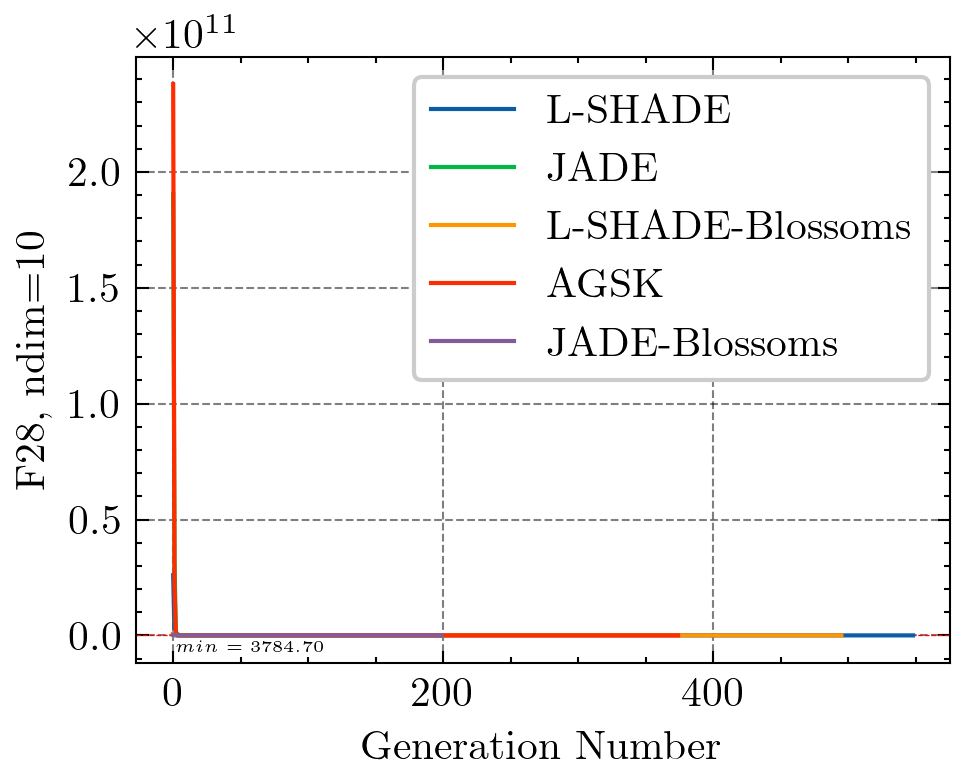 ×10^11
2.0
1.5
1.0
0.5
0.0
F28, ndim=10
L-SHADE
JADE
L-SHADE-Blossoms
AGSK
JADE-Blossoms
min = 3784.70
0 200 400
Generation Number